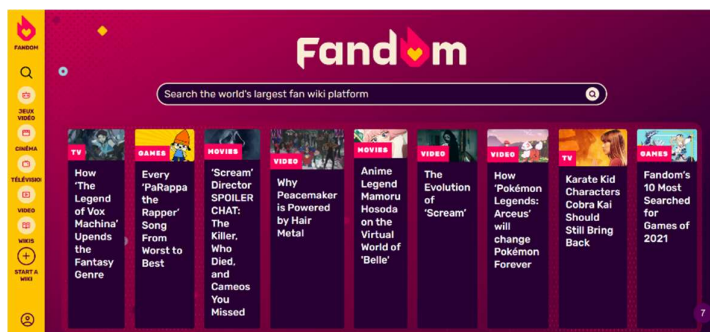 FANDOM
JEUX
VIDÉO
CINÉMA
TÉLÉVISIO
VIDEO
WIKIS
START A
WIKI
Fandom
Search the world's largest fan wiki platform
TV
How
'The
Legend
of Vox
Machina'
Upends
the
Fantasy
Genre
GAMES
Every
'PaRappa
the
Rapper'
Song
From
Worst to
Best
MOVIES
'Scream'
Director
SPOILER
CHAT:
The
Killer,
Who
Died,
and
Cameos
You
Missed
VIDEO
Why
Peacemaker
is Powered
by Hair
Metal
MOVIES
Anime
Legend
Mamoru
Hosoda
on the
Virtual
World of
'Belle'
VIDEO
The
Evolution
of
'Scream'
VIDEO
How
'Pokémon
Legends:
Arceus'
will
change
Pokémon
Forever
TV
Karate Kid
Characters
Cobra Kai
Should
Still Bring
Back
GAMES
Fandom's
10 Most
Searched
for
Games of
2021
7